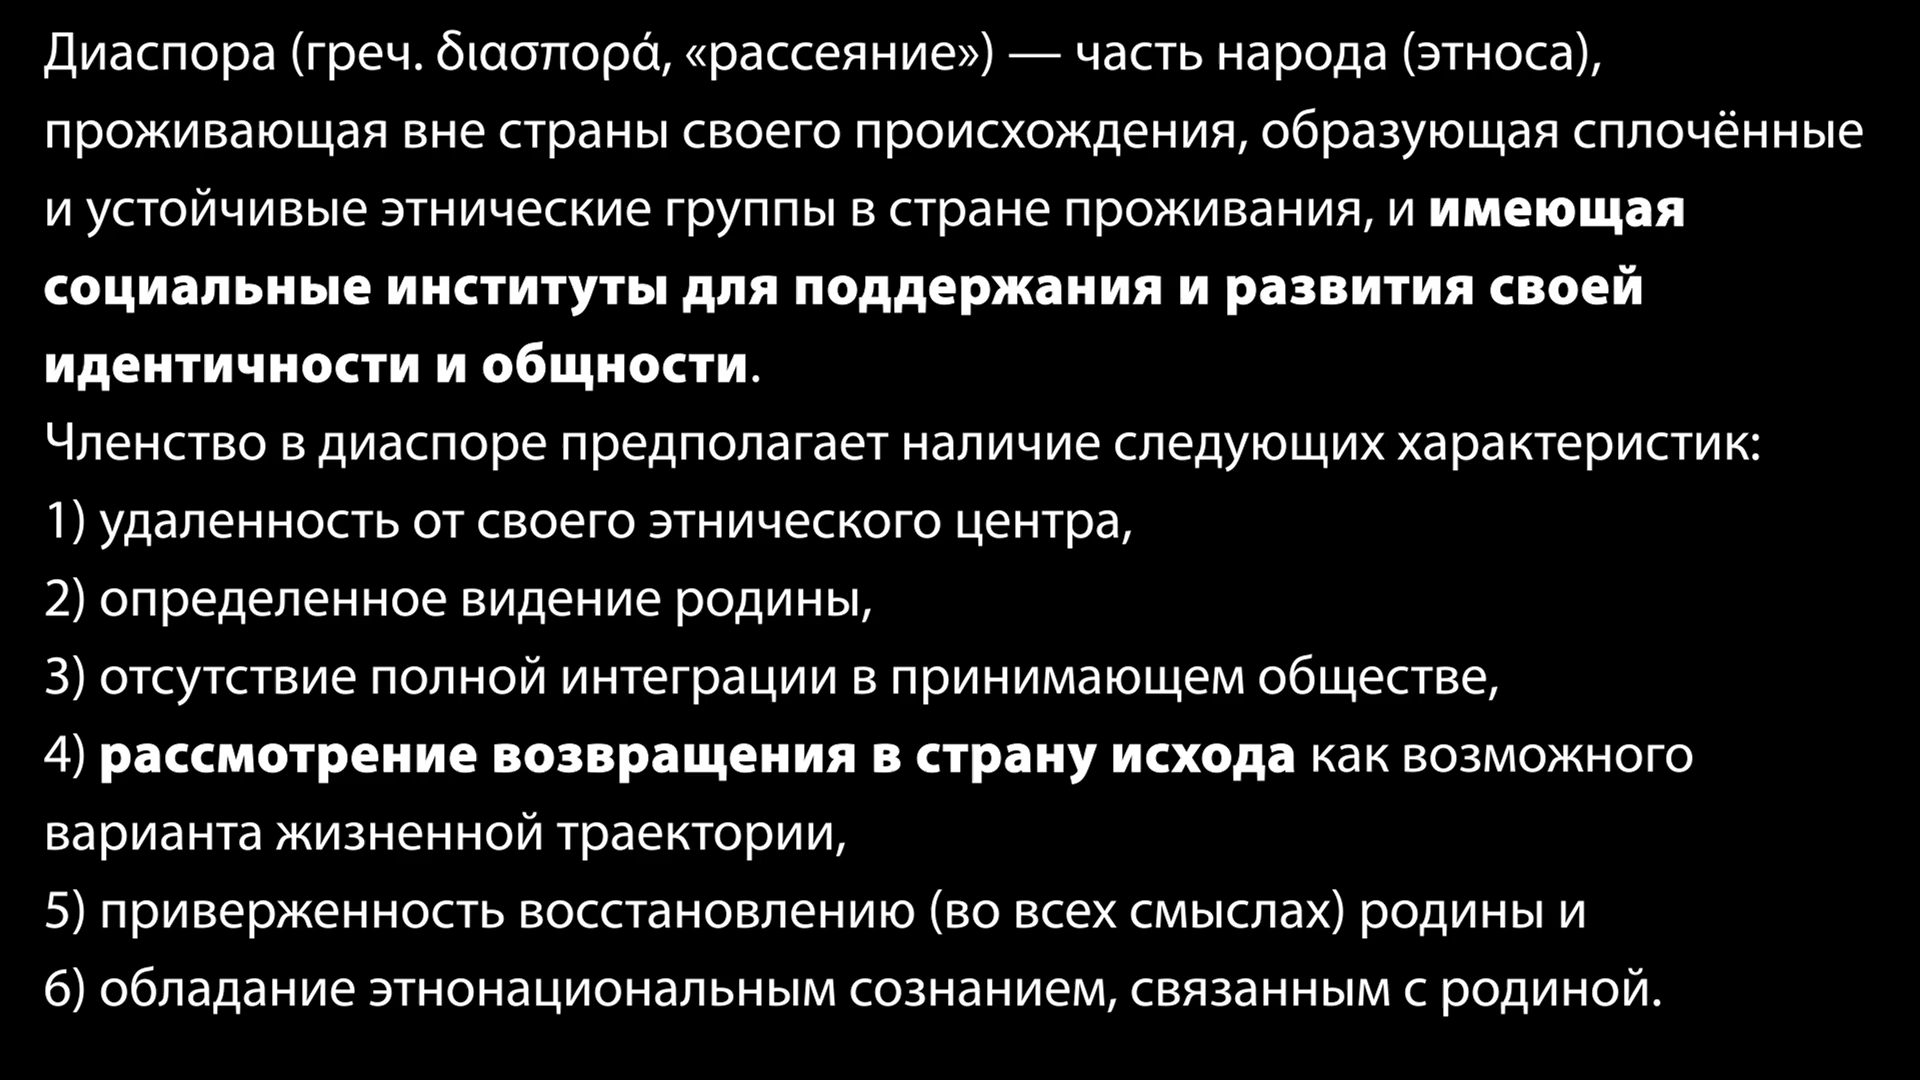 Диаспора (греч. διασπορά, «рассеяние») — часть народа (этноса),
проживающая вне страны своего происхождения, образующая сплочённые
и устойчивые этнические группы в стране проживания, и имеющая
социальные институты для поддержания и развития своей
идентичности и общности.
Членство в диаспоре предполагает наличие следующих характеристик:
1) удаленность от своего этнического центра,
2) определенное видение родины,
3) отсутствие полной интеграции в принимающем обществе,
4) рассмотрение возвращения в страну исхода как возможного
варианта жизненной траектории,
5) приверженность восстановлению (во всех смыслах) родины и
6) обладание этнонациональным сознанием, связанным с родиной.